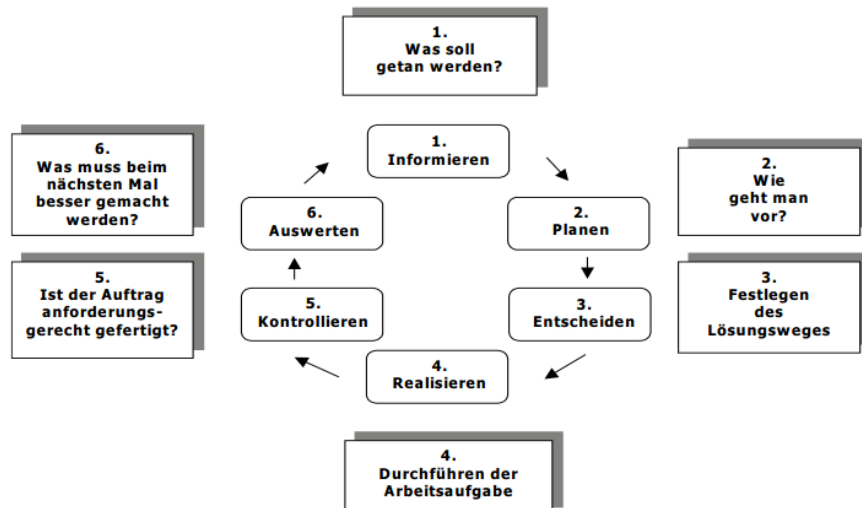 1.
Was soll
getan werden?
1.
Informieren
2.
Wie
geht man
vor?
2.
Planen
3.
Festlegen
des
Lösungsweges
3.
Entscheiden
4.
Realisieren
4.
Durchführen der
Arbeitsaufgabe
5.
Kontrollieren
5.
Ist der Auftrag
anforderungs-
gerecht gefertigt?
6.
Auswerten
6.
Was muss beim
nächsten Mal
besser gemacht
werden?